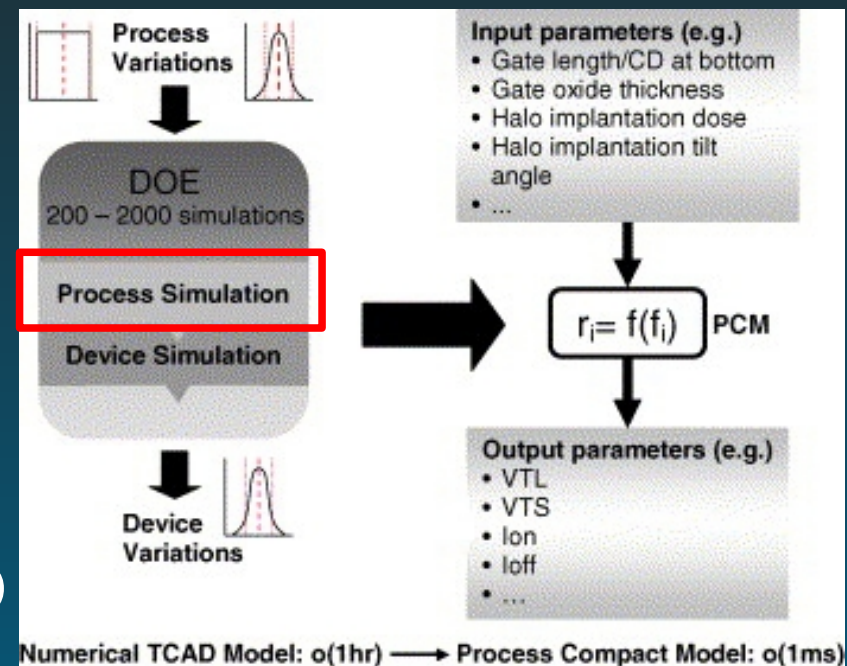 Process
Variations
DOE
200 – 2000 simulations
Process Simulation
Device Simulation
Device
Variations
Input parameters (e.g.)
• Gate length/CD at bottom
• Gate oxide thickness
• Halo implantation dose
• Halo implantation tilt
angle
• ...
rᵢ= f(fᵢ)
PCM
Output parameters (e.g.)
• VTL
• VTS
• Ion
• Ioff
• ...
)
Numerical TCAD Model: o(1hr) ⟶ Process Compact Model: o(1ms)